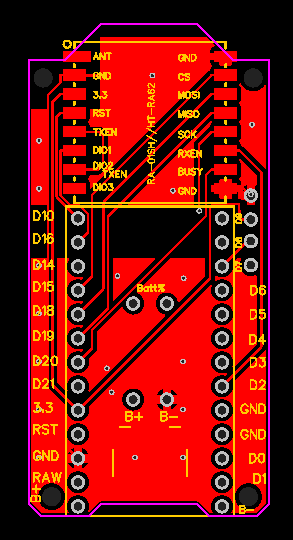 ANT GND
GND CS
3.3 MOSI
RST MISO
TXEN SCK
DIO1 RXEN
DIO2 BUSY
TXEN
DIO3 GND
RA-01SH//HT-RA62
D10
D16
D14
D15 D6
D18 D5
D19 D4
D20 D3
D21 D2
3.3 GND
RST GND
GND D0
RAW D1
Batt%
B+ B-
B+ B-